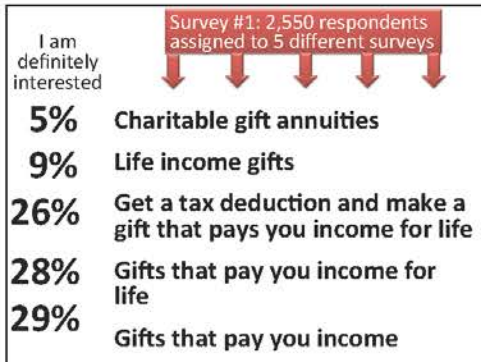 I am
definitely
interested
Survey #1: 2,550 respondents
assigned to 5 different surveys
5% Charitable gift annuities
9% Life income gifts
26% Get a tax deduction and make a
gift that pays you income for life
28% Gifts that pay you income for
life
29% Gifts that pay you income